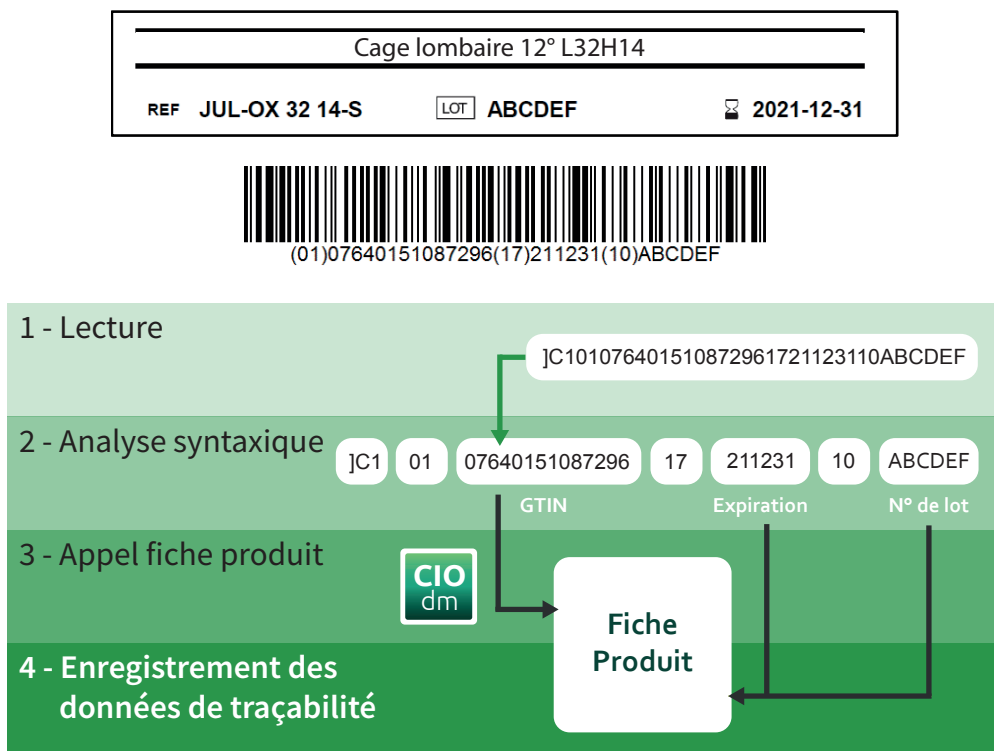 Cage lombaire 12° L32H14
REF JUL-OX 32 14-S LOT ABCDEF 2021-12-31
(01)07640151087296(17)211231(10)ABCDEF
1 - Lecture
]C101076401510872961721123110ABCDEF
2 - Analyse syntaxique
]C1 01 07640151087296 17 211231 10 ABCDEF
GTIN Expiration N° de lot
3 - Appel fiche produit
CIO
dm
Fiche
Produit
4 - Enregistrement des
données de traçabilité